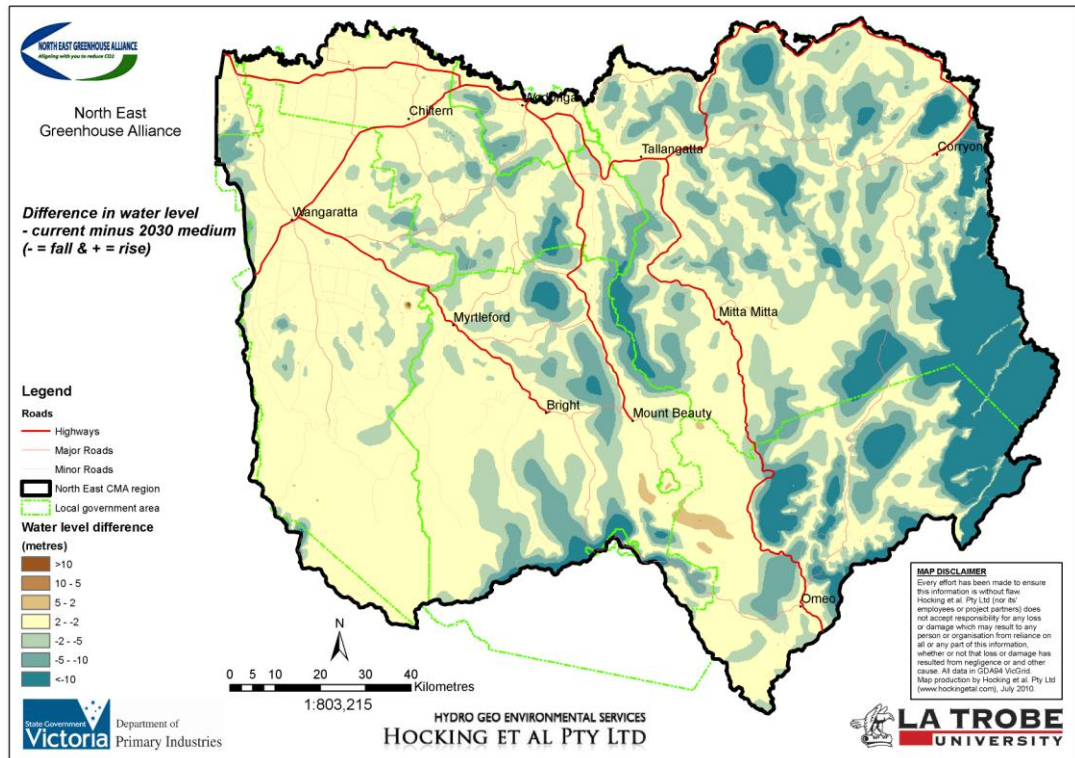 NORTH EAST GREENHOUSE ALLIANCE
Aligning with you to reduce CO2
North East
Greenhouse Alliance
Difference in water level
- current minus 2030 medium
(- = fall & + = rise)
Chiltern
Wodonga
Tallangatta
Corryong
Wangaratta
Myrtleford
Mitta Mitta
Bright
Mount Beauty
Omeo
Legend
Roads
Highways
Major Roads
Minor Roads
North East CMA region
Local government area
Water level difference
(metres)
>10
10 - 5
5 - 2
2 - -2
-2 - -5
-5 - -10
<-10
N
0 5 10 20 30 40
Kilometres
1:803,215
MAP DISCLAIMER
Every effort has been made to ensure
this information is without flaw.
Hocking et al. Pty Ltd (nor its'
employees or project partners) does
not accept responsibility for any loss
or damage which may result to any
person or organisation from reliance on
all or any part of this information,
whether or not that loss or damage has
resulted from negligence or and other
cause. All data in GDA94 VicGrid.
Map production by Hocking et al. Pty Ltd
(www.hockingetal.com), July 2010.
State Government
Victoria
Department of
Primary Industries
HYDRO GEO ENVIRONMENTAL SERVICES
HOCKING ET AL PTY LTD
LA TROBE
UNIVERSITY